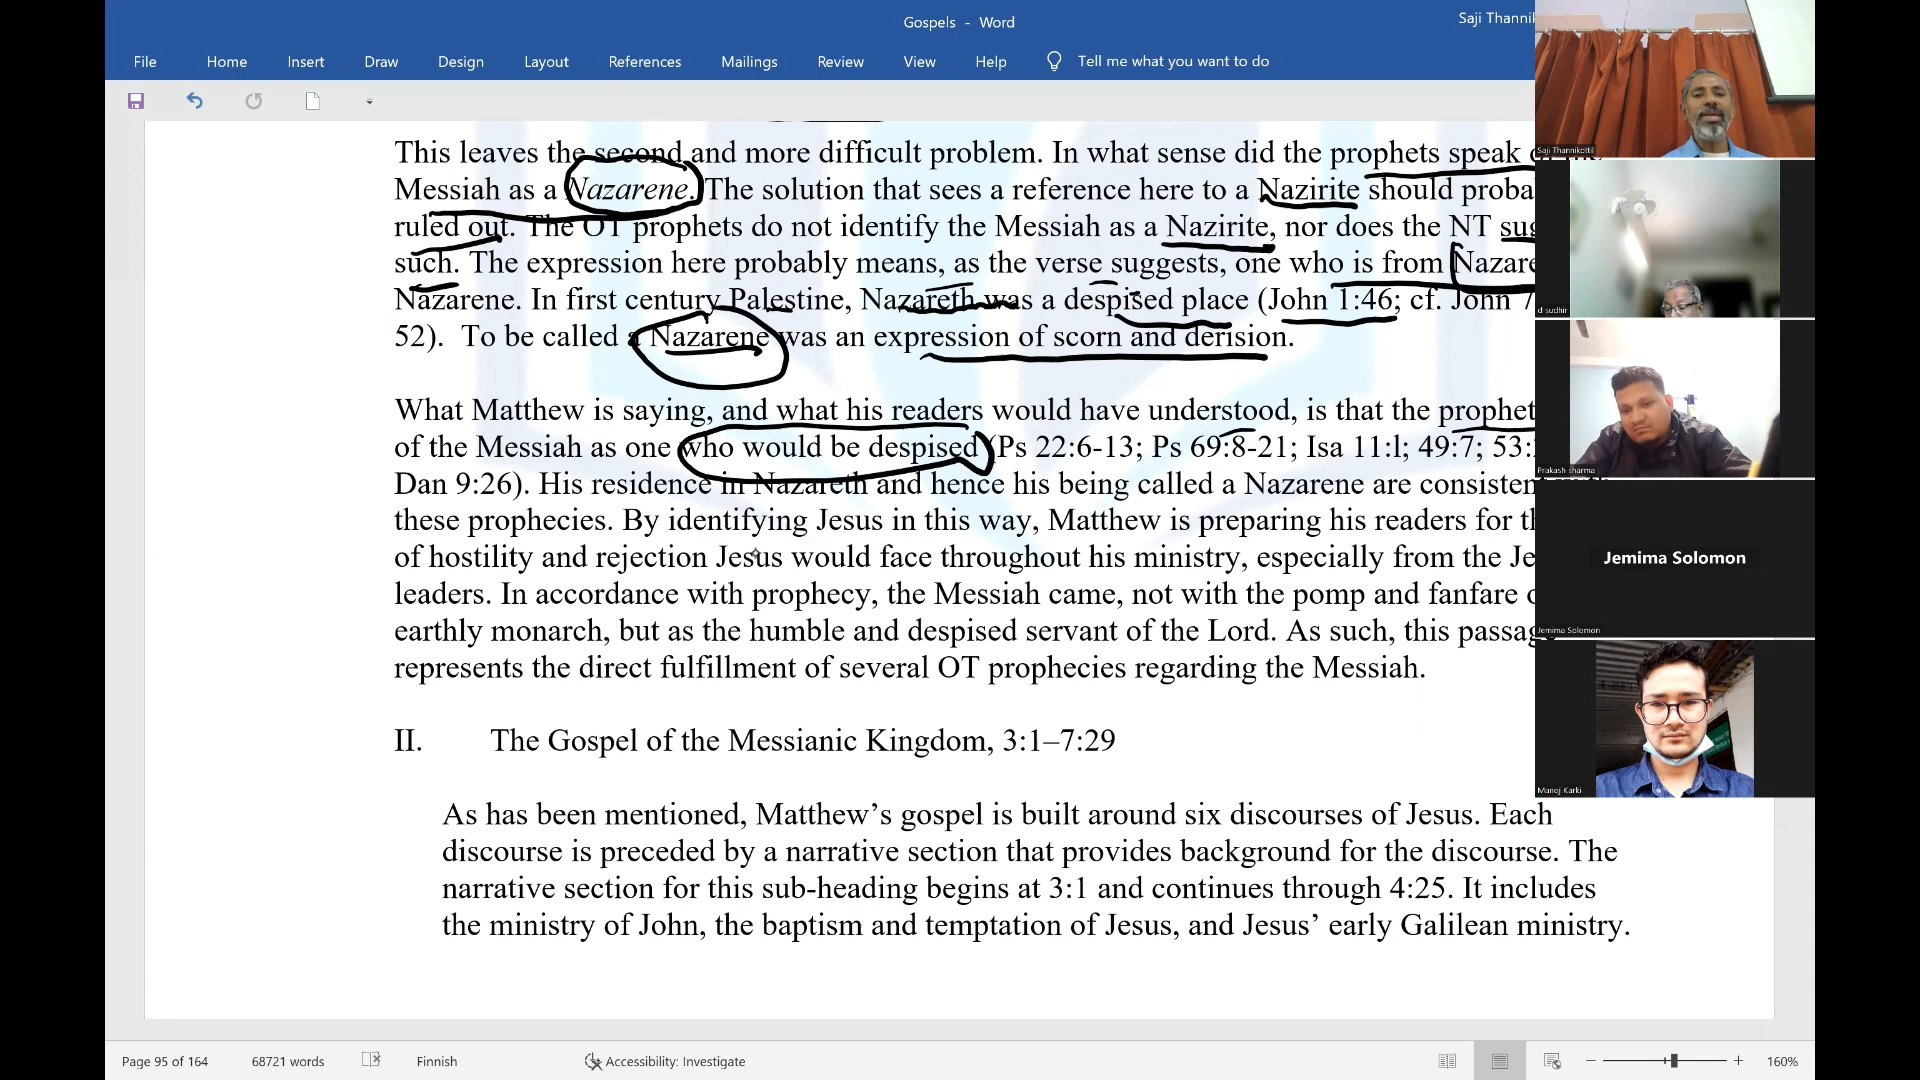 Gospels - Word
Saji Thannik
File Home Insert Draw Design Layout References Mailings Review View Help Tell me what you want to do
This leaves the second and more difficult problem. In what sense did the prophets speak
Messiah as a Nazarene. The solution that sees a reference here to a Nazirite should proba
ruled out. The OT prophets do not identify the Messiah as a Nazirite, nor does the NT sug
such. The expression here probably means, as the verse suggests, one who is from Nazare
Nazarene. In first century Palestine, Nazareth was a despised place (John 1:46; cf. John 7
52). To be called a Nazarene was an expression of scorn and derision.
What Matthew is saying, and what his readers would have understood, is that the prophet
of the Messiah as one who would be despised (Ps 22:6-13; Ps 69:8-21; Isa 11:l; 49:7; 53:
Dan 9:26). His residence in Nazareth and hence his being called a Nazarene are consistent
these prophecies. By identifying Jesus in this way, Matthew is preparing his readers for th
of hostility and rejection Jesus would face throughout his ministry, especially from the Je
leaders. In accordance with prophecy, the Messiah came, not with the pomp and fanfare o
earthly monarch, but as the humble and despised servant of the Lord. As such, this passage
represents the direct fulfillment of several OT prophecies regarding the Messiah.
II. The Gospel of the Messianic Kingdom, 3:1–7:29
As has been mentioned, Matthew’s gospel is built around six discourses of Jesus. Each
discourse is preceded by a narrative section that provides background for the discourse. The
narrative section for this sub-heading begins at 3:1 and continues through 4:25. It includes
the ministry of John, the baptism and temptation of Jesus, and Jesus’ early Galilean ministry.
Saji Thannikottil
d sudhir
Prakash sharma
Jemima Solomon
Jemima Solomon
Manoj Karki
Page 95 of 164 68721 words Finnish Accessibility: Investigate 160%